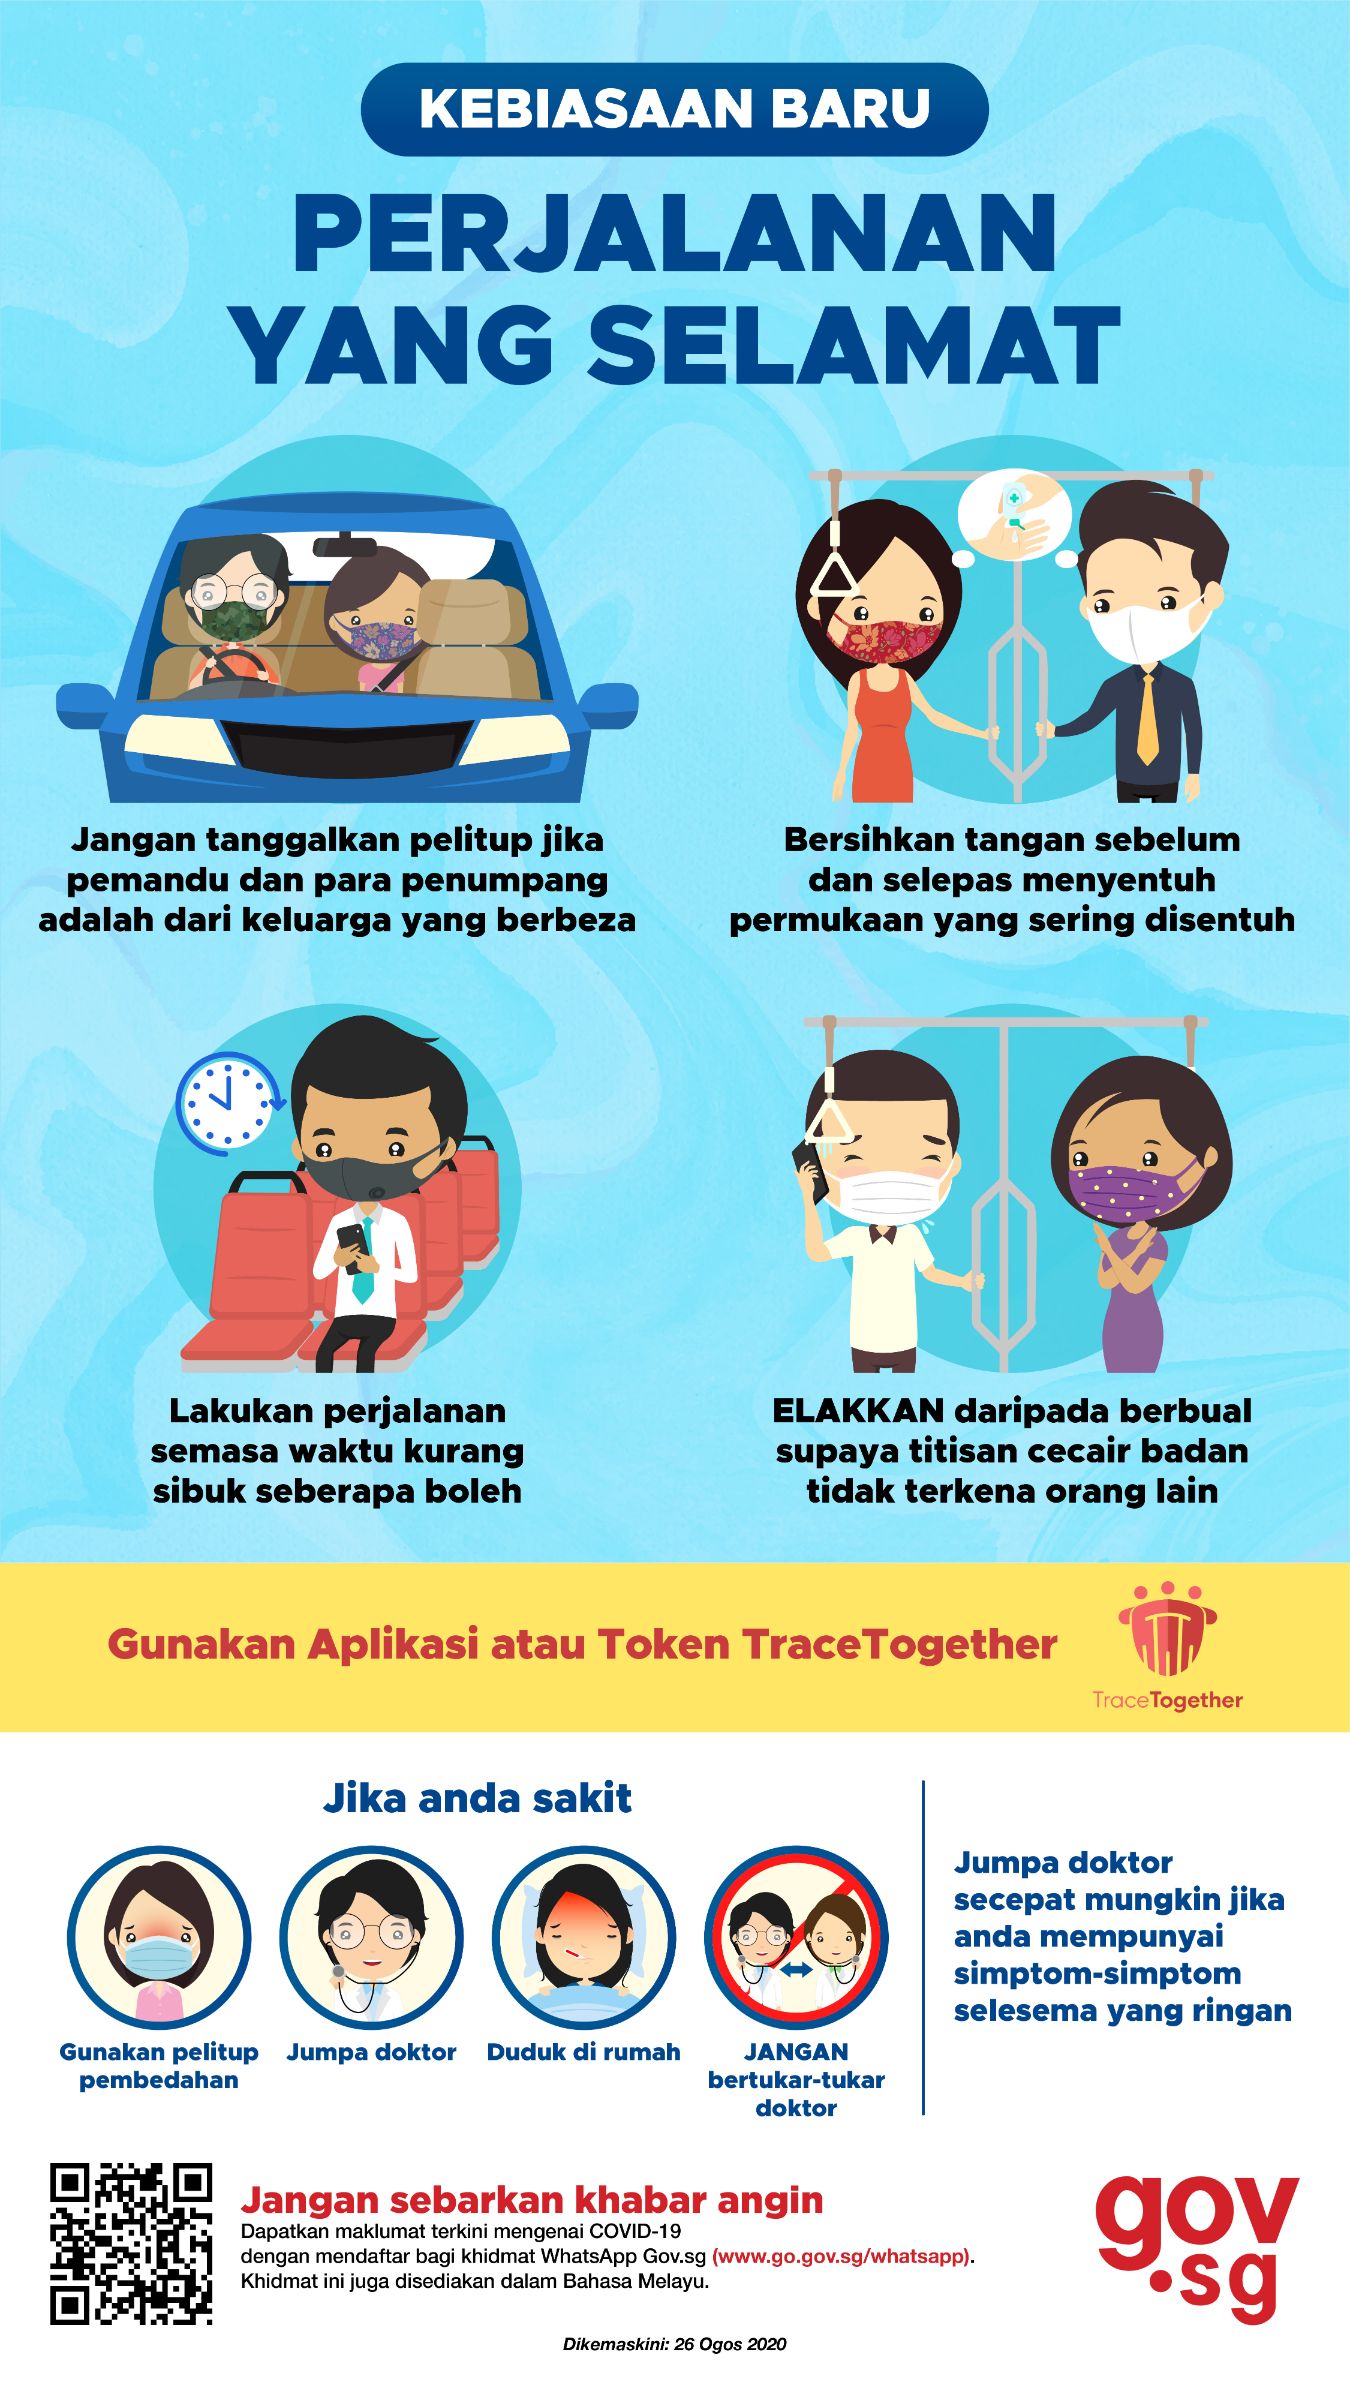 KEBIASAAN BARU
PERJALANAN
YANG SELAMAT
Jangan tanggalkan pelitup jika
pemandu dan para penumpang
adalah dari keluarga yang berbeza
Bersihkan tangan sebelum
dan selepas menyentuh
permukaan yang sering disentuh
Lakukan perjalanan
semasa waktu kurang
sibuk seberapa boleh
ELAKKAN daripada berbual
supaya titisan cecair badan
tidak terkena orang lain
Gunakan Aplikasi atau Token TraceTogether
TraceTogether
Jika anda sakit
Gunakan pelitup
pembedahan
Jumpa doktor
Duduk di rumah
JANGAN
bertukar-tukar
doktor
Jumpa doktor
secepat mungkin jika
anda mempunyai
simptom-simptom
selesema yang ringan
Jangan sebarkan khabar angin
Dapatkan maklumat terkini mengenai COVID-19
dengan mendaftar bagi khidmat WhatsApp Gov.sg (www.go.gov.sg/whatsapp).
Khidmat ini juga disediakan dalam Bahasa Melayu.
gov
.sg
Dikemaskini: 26 Ogos 2020